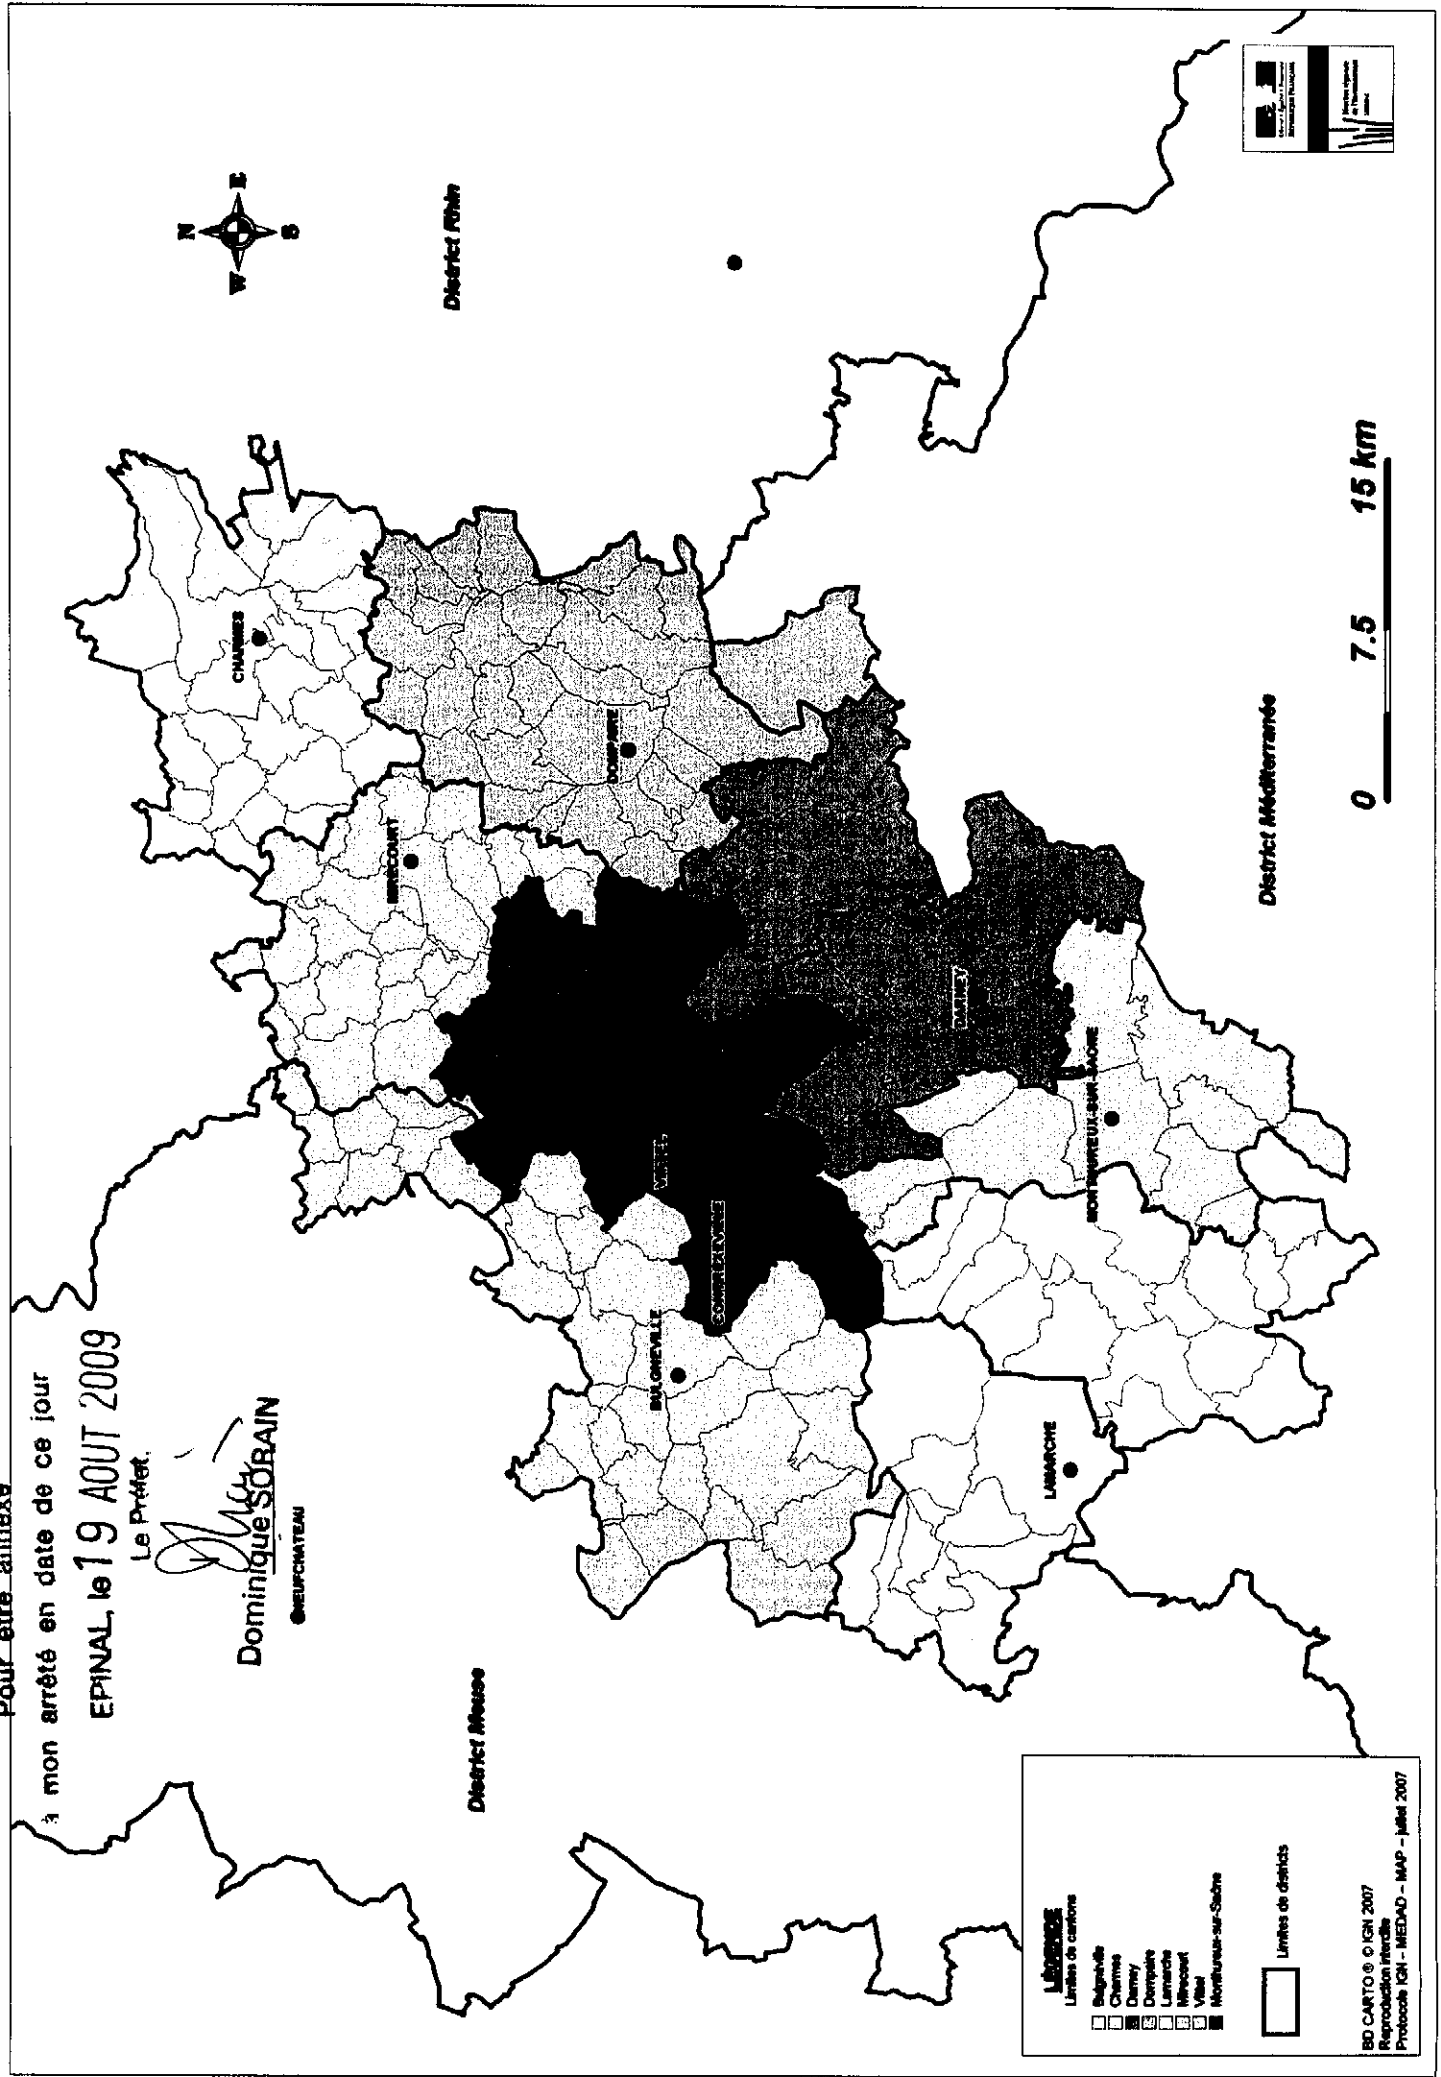 Pour être annexé
à mon arrêté en date de ce jour
EPINAL, le 19 AOUT 2009
Le Préfet.
Dominique SORAIN
NEUFCHATEAU
N
W
E
S
District Rhin
District Meuse
District Méditerranée
CHARMES
MIRECOURT
DOMPAIRE
VITTEL
CONTREXEVILLE
BULGNEVILLE
DARNEY
MONTHUREUX-SUR-SAONE
LAMARCHE
0 7.5 15 km
LÉGENDE
Limites de cantons
Bulgnéville
Charmes
Darney
Dompaire
Lamarche
Mirecourt
Vittel
Monthureux-sur-Saône
Limites de districts
BD CARTO ® © IGN 2007
Reproduction interdite
Protocole IGN – MEDAD – MAP – juillet 2007